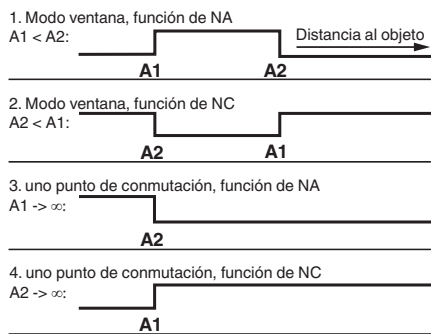 1. Modo ventana, función de NA
A1 < A2:
Distancia al objeto
A1
A2
2. Modo ventana, función de NC
A2 < A1:
A2
A1
3. uno punto de conmutación, función de NA
A1 -> ∞:
A2
4. uno punto de conmutación, función de NC
A2 -> ∞:
A1